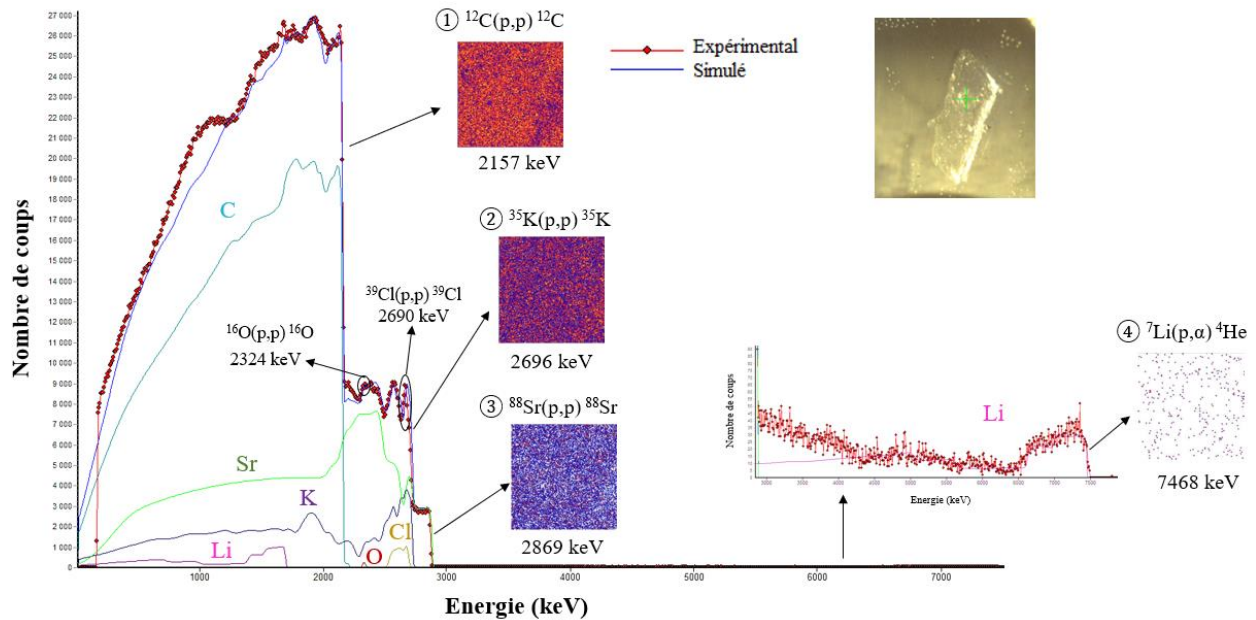 ① ¹²C(p,p) ¹²C
2157 keV
Expérimental
Simulé
② ³⁵K(p,p) ³⁵K
2696 keV
³⁹Cl(p,p) ³⁹Cl
2690 keV
¹⁶O(p,p) ¹⁶O
2324 keV
③ ⁸⁸Sr(p,p) ⁸⁸Sr
2869 keV
④ ⁷Li(p,α) ⁴He
7468 keV
Nombre de coups
27 000
26 000
25 000
24 000
23 000
22 000
21 000
20 000
19 000
18 000
17 000
16 000
15 000
14 000
13 000
12 000
11 000
10 000
9 000
8 000
7 000
6 000
5 000
4 000
3 000
2 000
1 000
0
C
Sr
K
Li
O
Cl
1000
2000
3000
4000
5000
6000
7000
Energie (keV)
Nombre de coups
Li
Energie (keV)